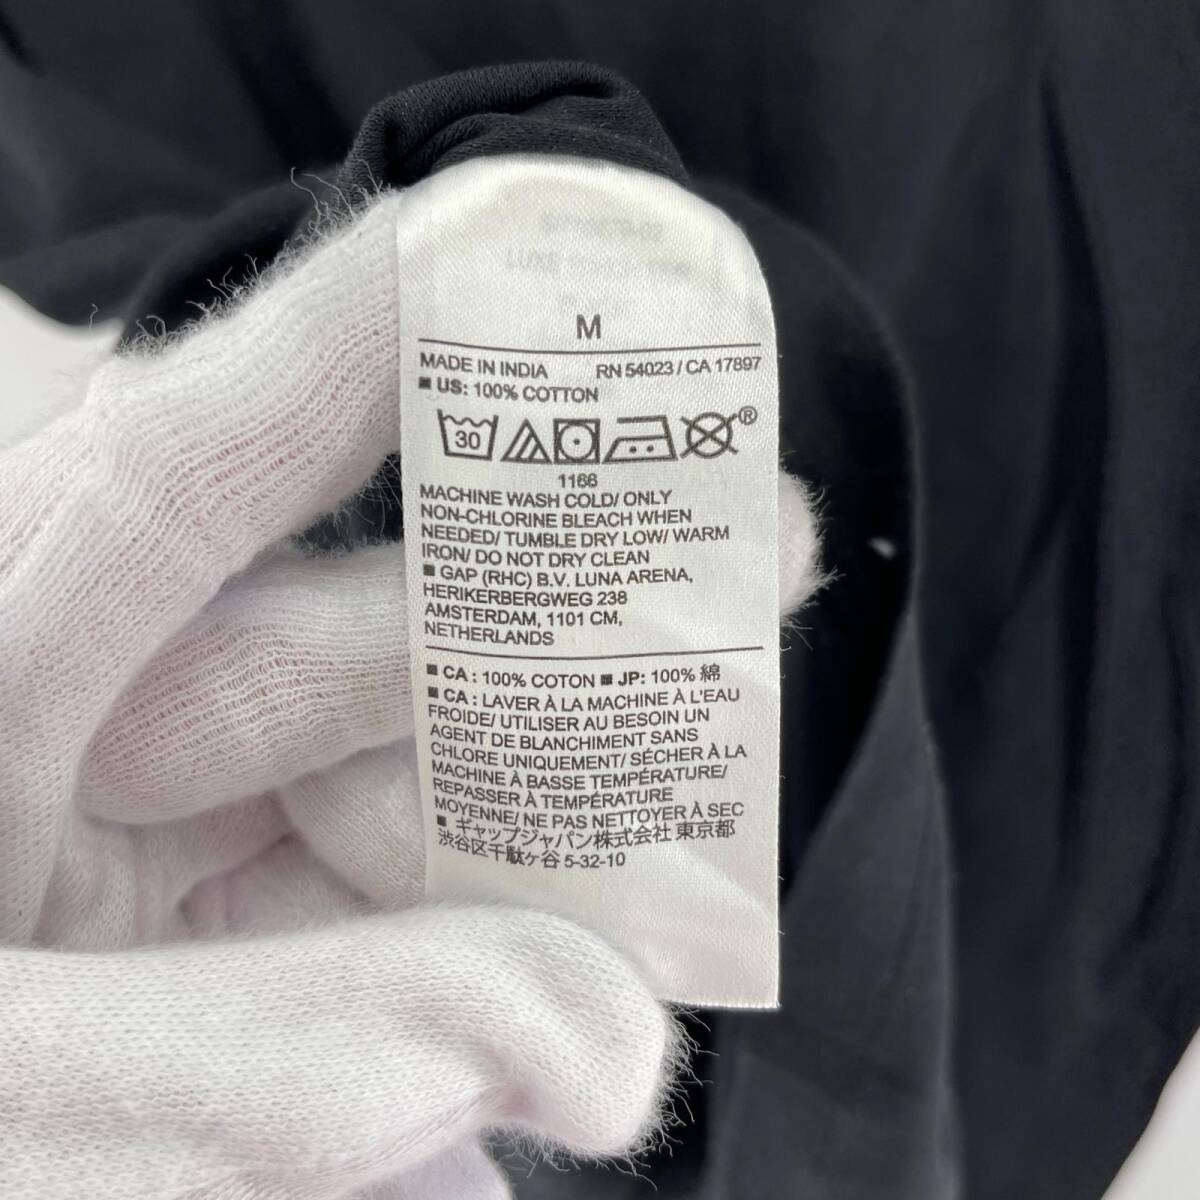 M
MADE IN INDIA RN 54023 / CA 17897
■ US: 100% COTTON
30 ®
1166
MACHINE WASH COLD/ ONLY
NON-CHLORINE BLEACH WHEN
NEEDED/ TUMBLE DRY LOW/ WARM
IRON/ DO NOT DRY CLEAN
■ GAP (RHC) B.V. LUNA ARENA,
HERIKERBERGWEG 238
AMSTERDAM, 1101 CM,
NETHERLANDS
■ CA : 100% COTON ■ JP: 100% 綿
■ CA : LAVER À LA MACHINE À L'EAU
FROIDE/ UTILISER AU BESOIN UN
AGENT DE BLANCHIMENT SANS
CHLORE UNIQUEMENT/ SÉCHER À LA
MACHINE À BASSE TEMPÉRATURE/
REPASSER À TEMPÉRATURE
MOYENNE/ NE PAS NETTOYER À SEC
■ ギャップジャパン株式会社 東京都
渋谷区千駄ヶ谷 5-32-10